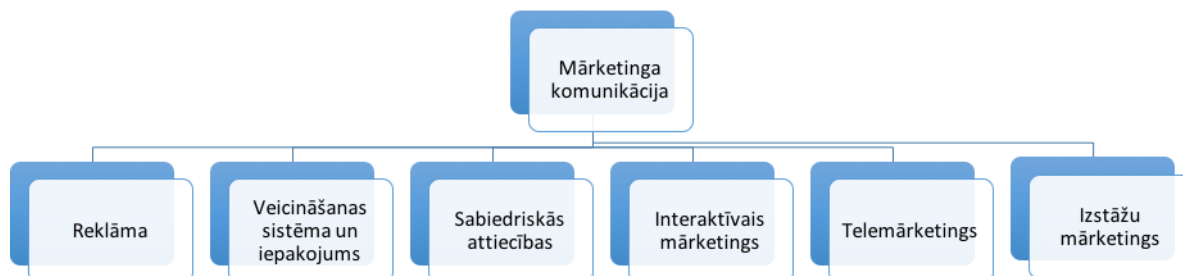 Mārketinga
komunikācija
Reklāma
Veicināšanas
sistēma un
iepakojums
Sabiedriskās
attiecības
Interaktīvais
mārketings
Telemārketings
Izstāžu
mārketings